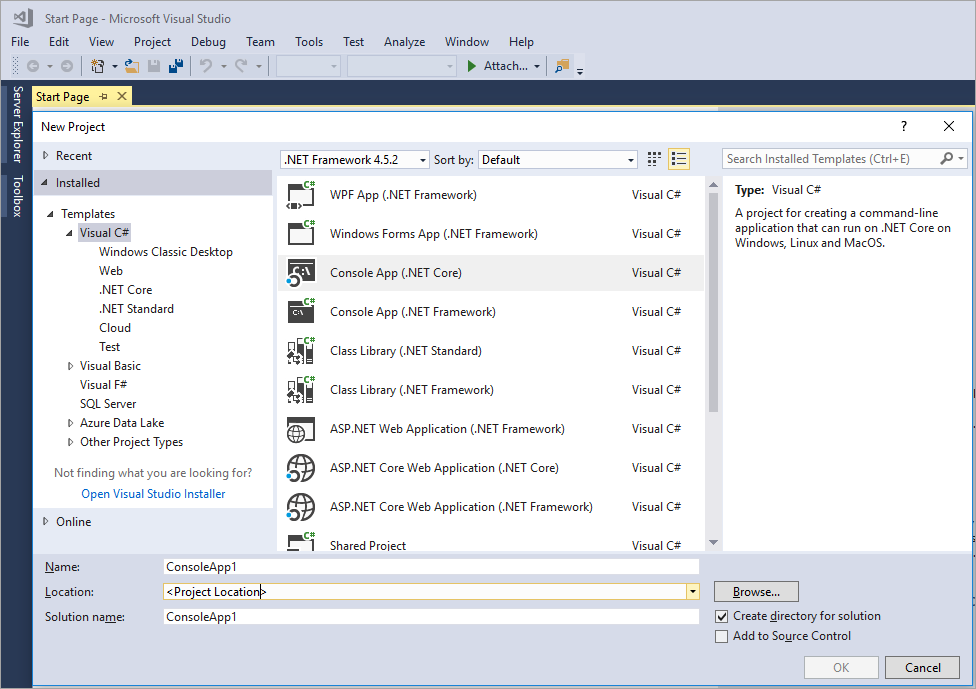 Start Page - Microsoft Visual Studio
File Edit View Project Debug Team Tools Test Analyze Window Help
Attach...
Server Explorer
Toolbox
Start Page
New Project ?
Recent
Installed
Templates
Visual C#
Windows Classic Desktop
Web
.NET Core
.NET Standard
Cloud
Test
Visual Basic
Visual F#
SQL Server
Azure Data Lake
Other Project Types
Not finding what you are looking for?
Open Visual Studio Installer
Online
.NET Framework 4.5.2 Sort by: Default
WPF App (.NET Framework) Visual C#
Windows Forms App (.NET Framework) Visual C#
Console App (.NET Core) Visual C#
Console App (.NET Framework) Visual C#
Class Library (.NET Standard) Visual C#
Class Library (.NET Framework) Visual C#
ASP.NET Web Application (.NET Framework) Visual C#
ASP.NET Core Web Application (.NET Core) Visual C#
ASP.NET Core Web Application (.NET Framework) Visual C#
Shared Project Visual C#
Search Installed Templates (Ctrl+E)
Type: Visual C#
A project for creating a command-line
application that can run on .NET Core on
Windows, Linux and MacOS.
Name: ConsoleApp1
Location: <Project Location> Browse...
Solution name: ConsoleApp1
Create directory for solution
Add to Source Control
OK Cancel